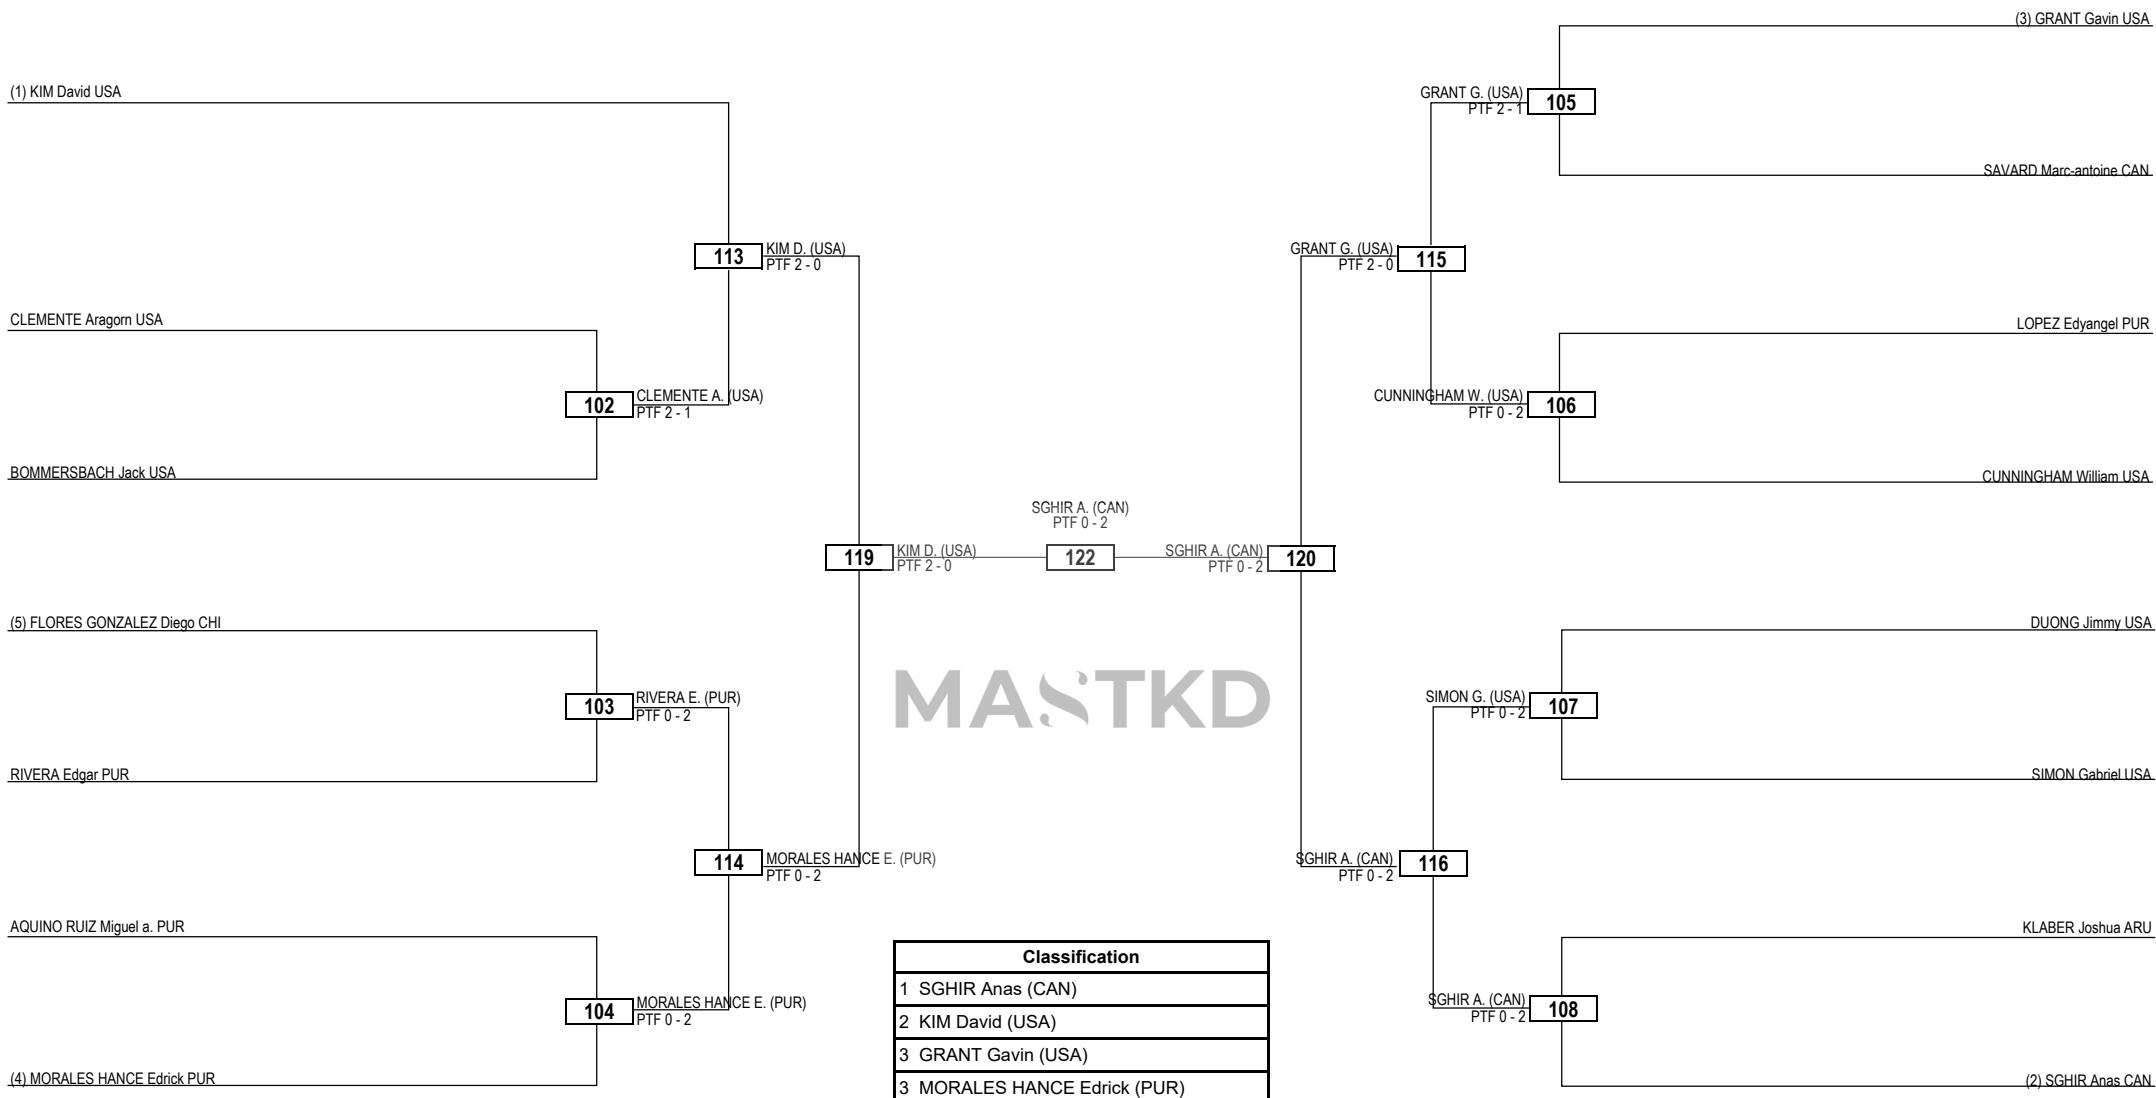 (3) GRANT Gavin USA
(1) KIM David USA
GRANT G. (USA)
PTF 2 - 1
105
SAVARD Marc-antoine CAN
113
KIM D. (USA)
PTF 2 - 0
GRANT G. (USA)
PTF 2 - 0
115
CLEMENTE Aragorn USA
LOPEZ Edyangel PUR
102
CLEMENTE A. (USA)
PTF 2 - 1
CUNNINGHAM W. (USA)
PTF 0 - 2
106
BOMMERSBACH Jack USA
CUNNINGHAM William USA
SGHIR A. (CAN)
PTF 0 - 2
119
KIM D. (USA)
PTF 2 - 0
122
SGHIR A. (CAN)
PTF 0 - 2
120
(5) FLORES GONZALEZ Diego CHI
DUONG Jimmy USA
103
RIVERA E. (PUR)
PTF 0 - 2
MASTKD
SIMON G. (USA)
PTF 0 - 2
107
RIVERA Edgar PUR
SIMON Gabriel USA
114
MORALES HANCE E. (PUR)
PTF 0 - 2
SGHIR A. (CAN)
PTF 0 - 2
116
AQUINO RUIZ Miguel a. PUR
KLABER Joshua ARU
104
MORALES HANCE E. (PUR)
PTF 0 - 2
SGHIR A. (CAN)
PTF 0 - 2
108
(4) MORALES HANCE Edrick PUR
(2) SGHIR Anas CAN
Classification
1 SGHIR Anas (CAN)
2 KIM David (USA)
3 GRANT Gavin (USA)
3 MORALES HANCE Edrick (PUR)